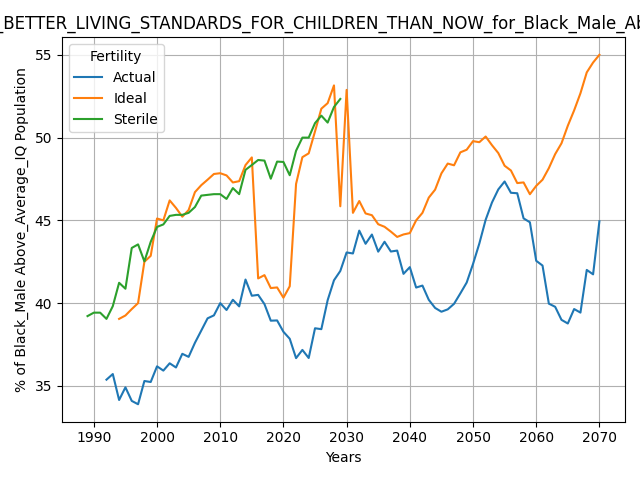 _BETTER_LIVING_STANDARDS_FOR_CHILDREN_THAN_NOW_for_Black_Male_Ab
Fertility
Actual
Ideal
Sterile
% of Black_Male Above_Average_IQ Population
55
50
45
40
35
1990 2000 2010 2020 2030 2040 2050 2060 2070
Years